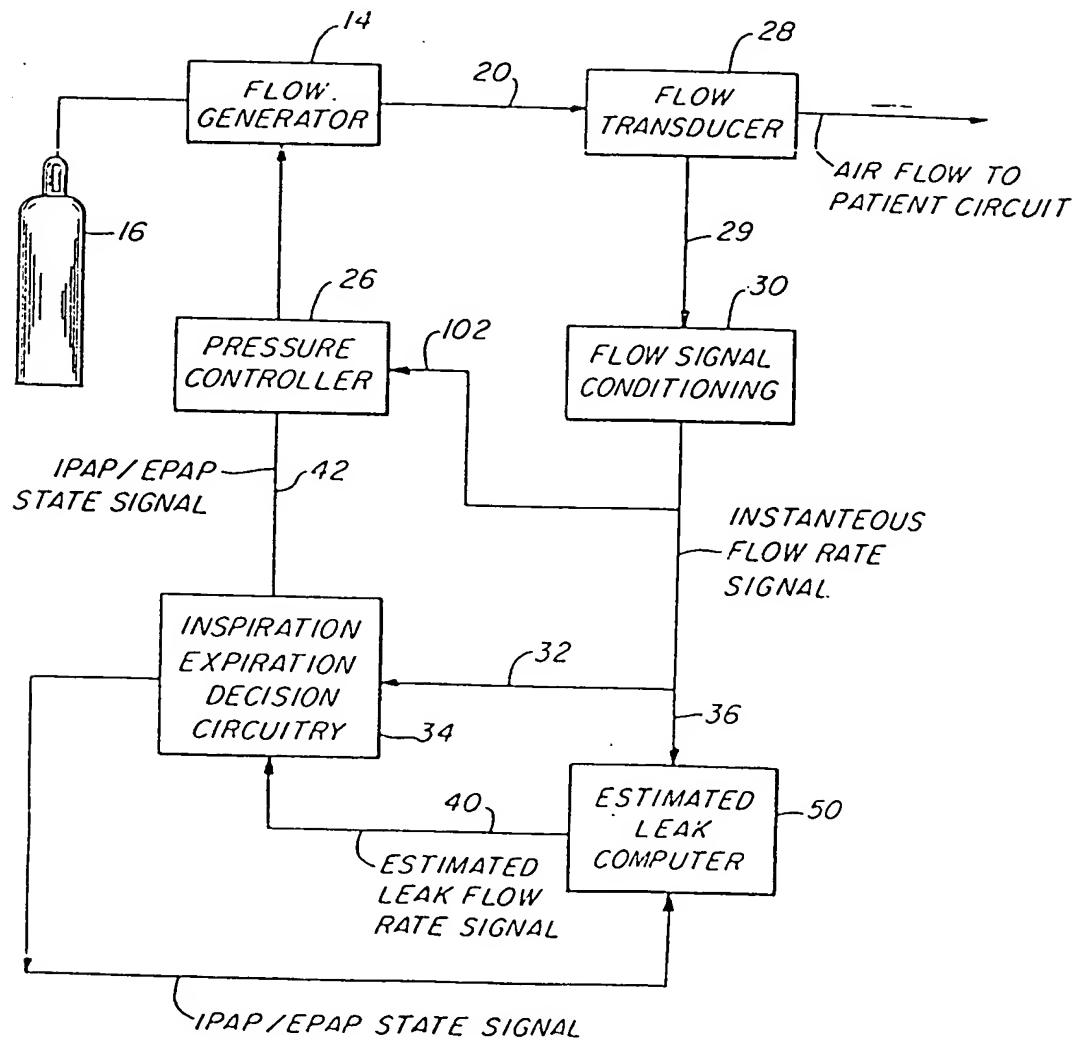 14
FLOW.
GENERATOR
20
28
FLOW
TRANSDUCER
AIR FLOW TO
PATIENT CIRCUIT
16
29
26
PRESSURE
CONTROLLER
102
30
FLOW SIGNAL
CONDITIONING
IPAP/EPAP
STATE SIGNAL
42
INSTANTEOUS
FLOW RATE
SIGNAL.
INSPIRATION
EXPIRATION
DECISION
CIRCUITRY
34
32
36
40
ESTIMATED
LEAK FLOW
RATE SIGNAL
ESTIMATED
LEAK
COMPUTER
50
IPAP/EPAP STATE SIGNAL